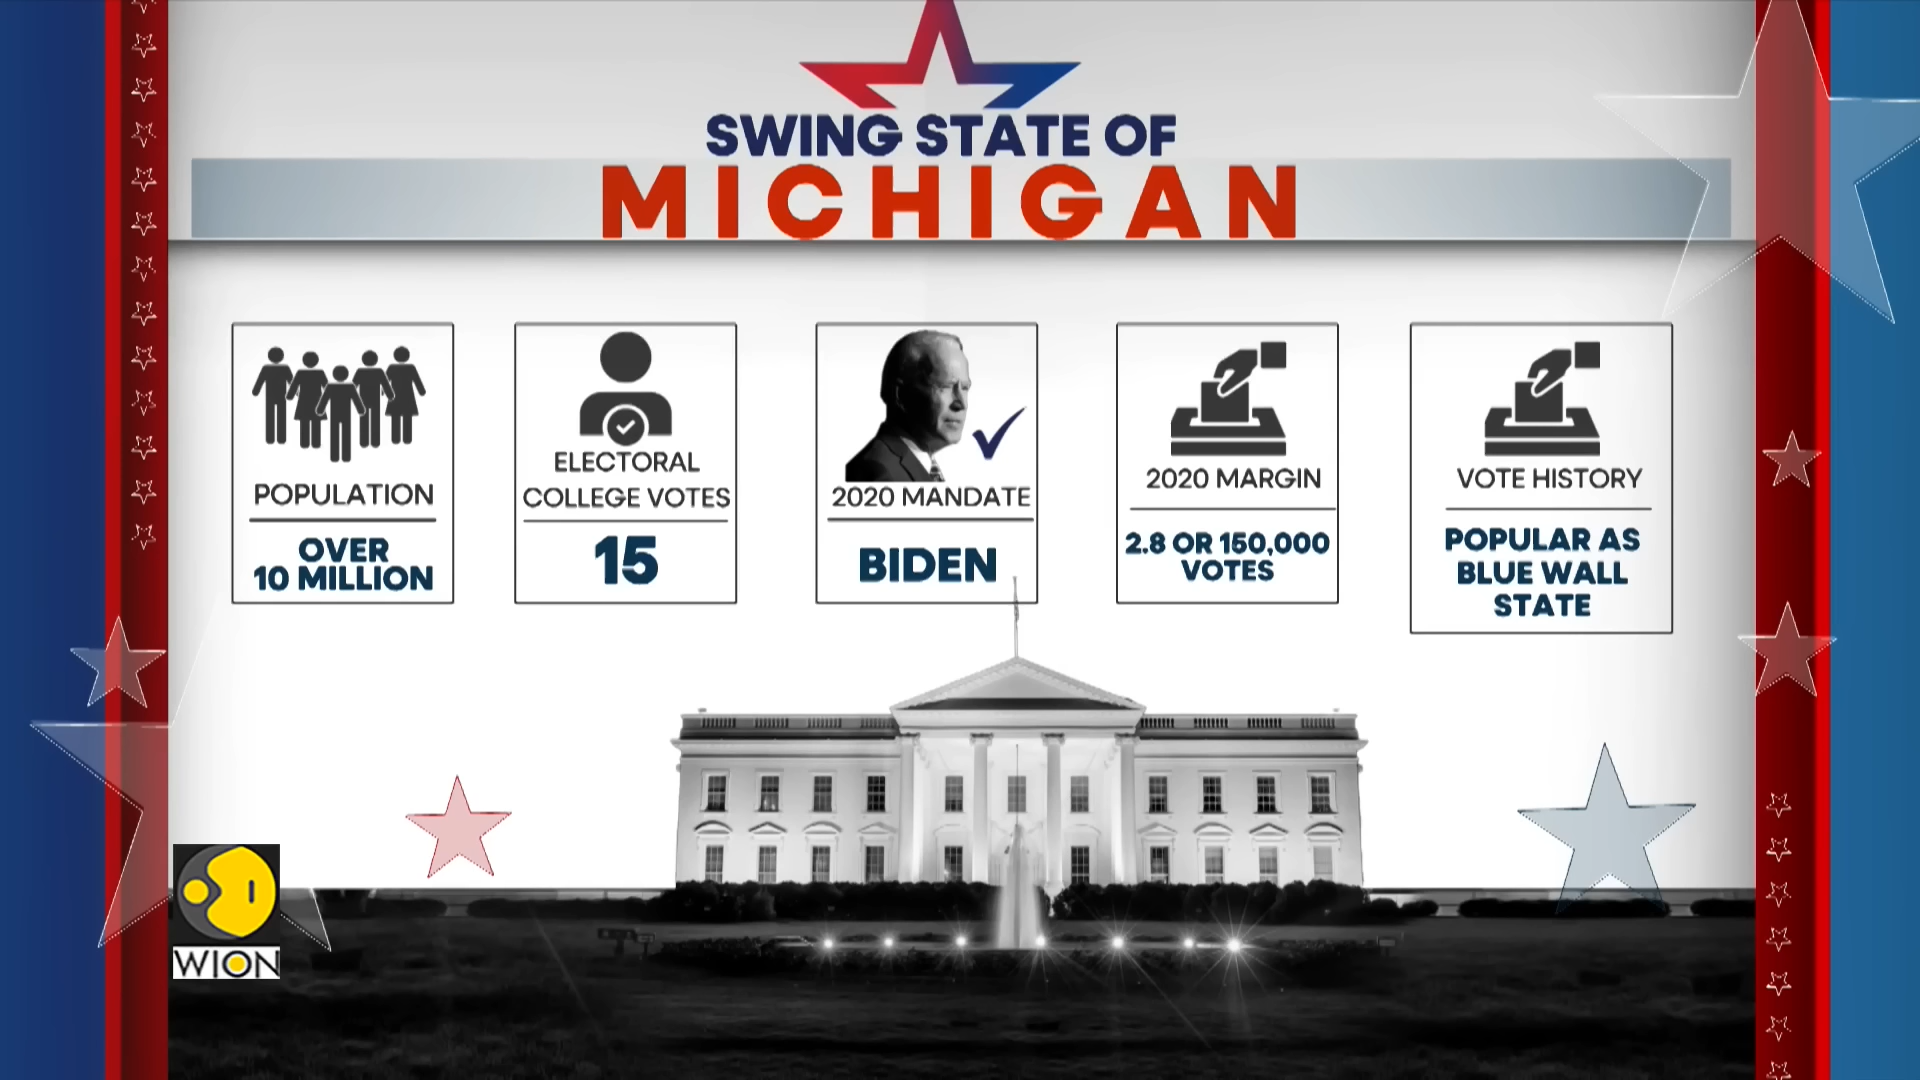 SWING STATE OF
MICHIGAN
POPULATION
OVER
10 MILLION
ELECTORAL
COLLEGE VOTES
15
2020 MANDATE
BIDEN
2020 MARGIN
2.8 OR 150,000
VOTES
VOTE HISTORY
POPULAR AS
BLUE WALL
STATE
WION